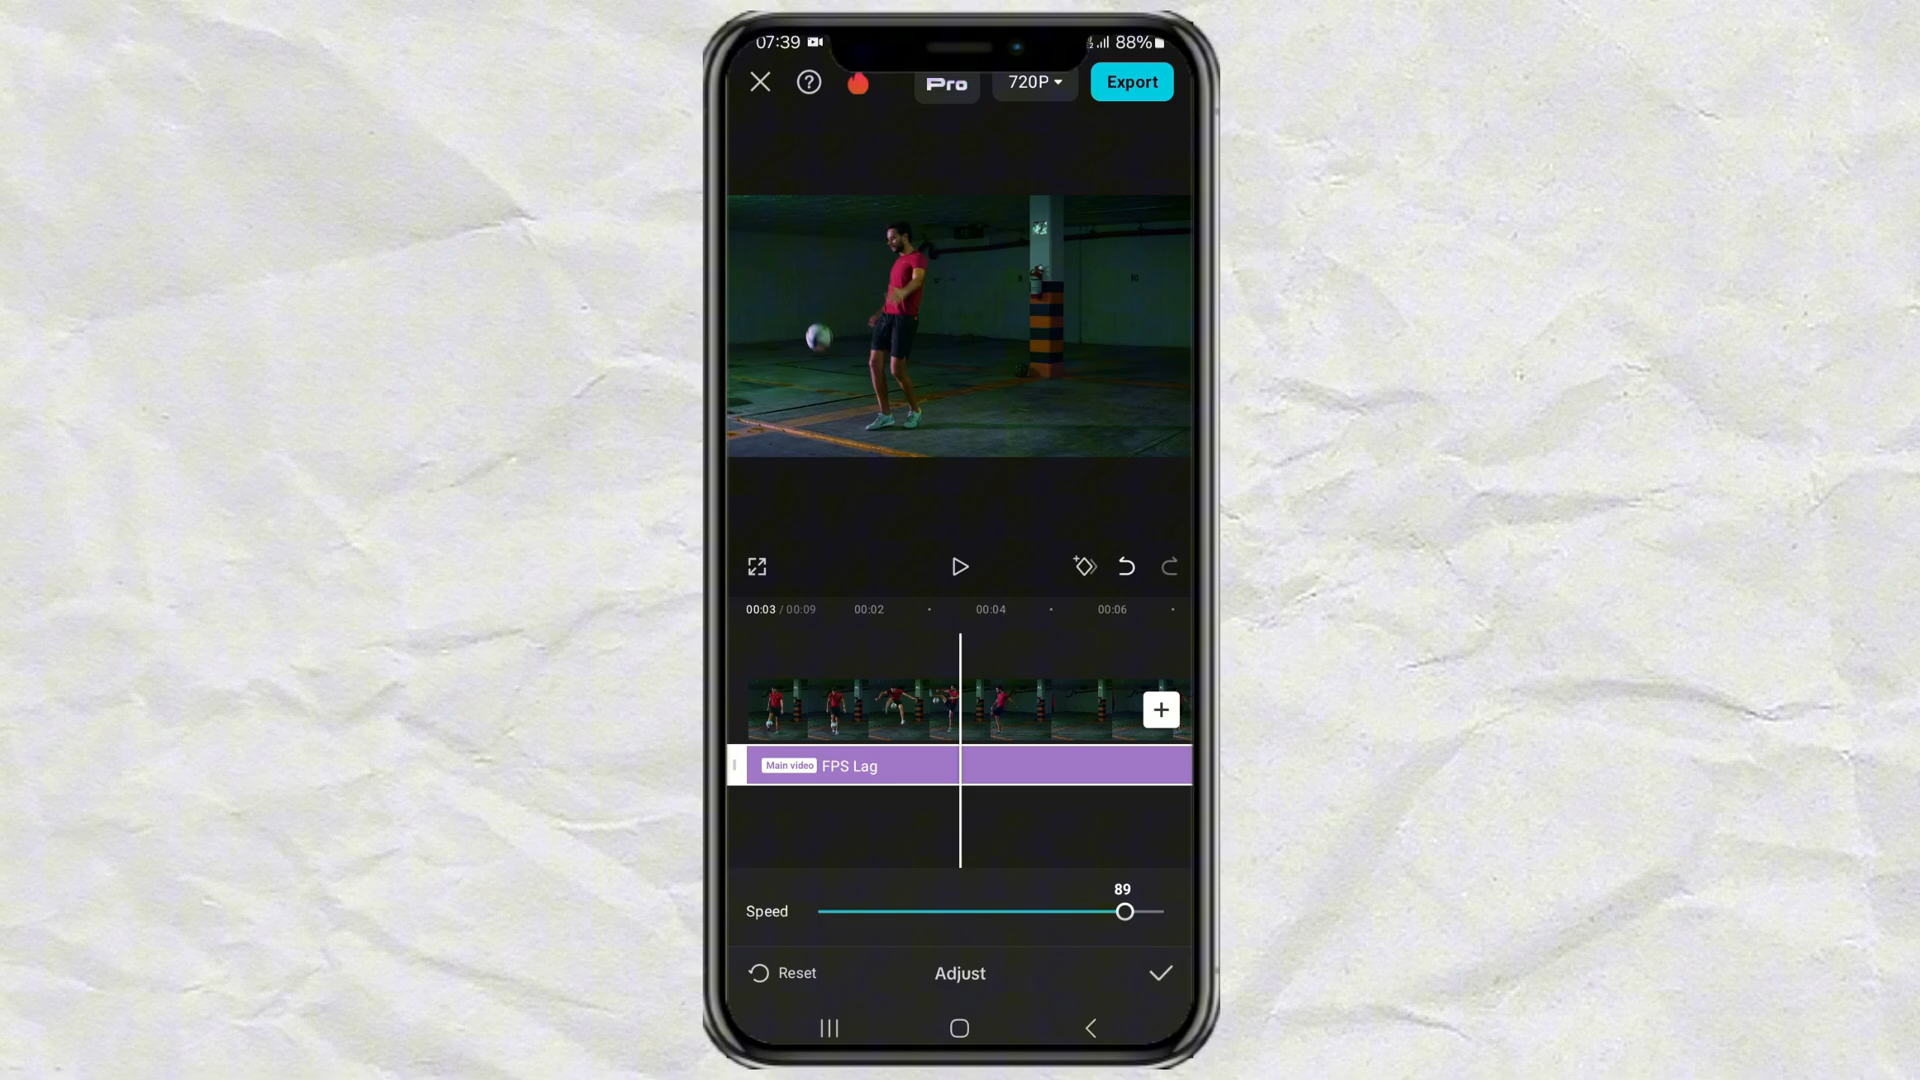 07:39 88%
Pro 720P Export
00:03 / 00:09 00:02 00:04 00:06
Main video FPS Lag
89
Speed
Reset Adjust